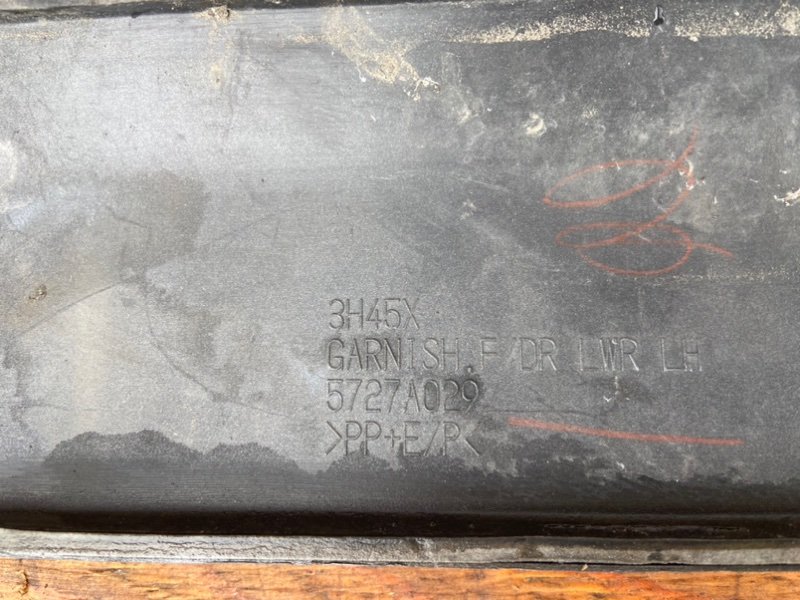 3H45X
GARNISH,F/DR LWR LH
5727A029
>PP+E/P<